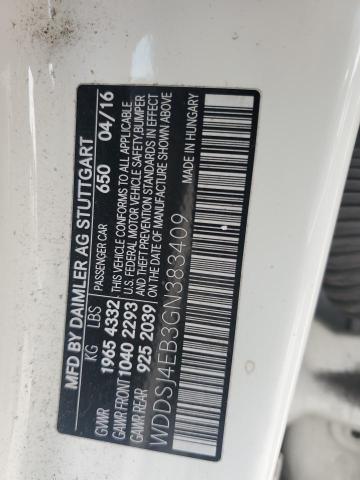 MFD BY DAIMLER AG STUTTGART
KG LBS PASSENGER CAR 650 04/16
GVWR 1965 4332 U.S. FEDERAL MOTOR VEHICLE SAFETY,BUMPER
THIS VEHICLE CONFORMS TO ALL APPLICABLE
GAWR FRONT 1040 2293 AND THEFT PREVENTION STANDARDS IN EFFECT
GAWR REAR 925 2039 ON THE DATE OF MANUFACTURE SHOWN ABOVE
WDDSJ4EB3GN383409
MADE IN HUNGARY